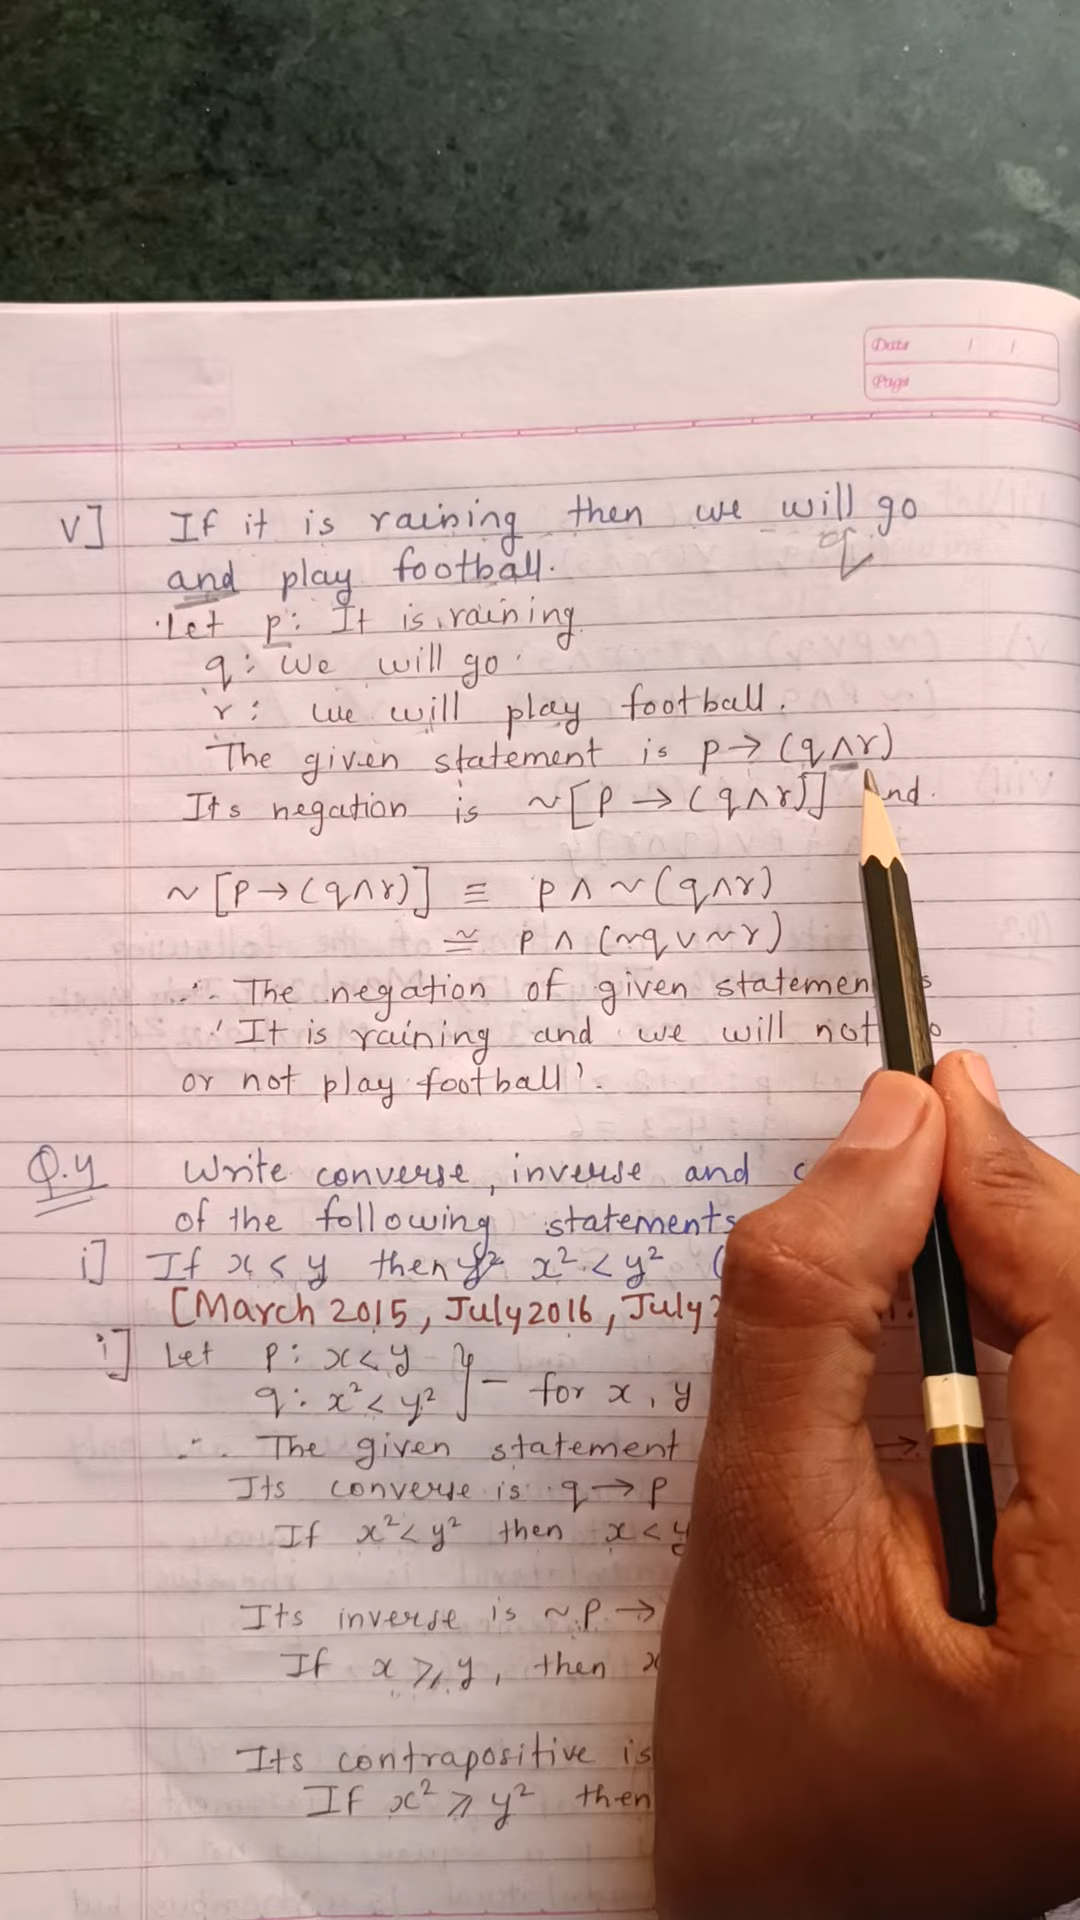 Date / /
Page
v] If it is raining then we will go
q
and play football.
Let p: It is raining
q: we will go.
r: we will play football.
The given statement is p → (q∧r)
Its negation is ~[p → (q∧r)] and.
~[p→(q∧r)] ≡ p∧~(q∧r)
≅ p ∧ (~q∨~r)
∴ The negation of given statemen
'It is raining and we will not
or not play football'.
Q.4 Write converse, inverse and
of the following statements
i] If x < y then x² < y² (
[March 2015, July 2016, July
i] Let p: x<y
q: x² < y² } – for x, y
∴ The given statement →
Its converse is q → p
If x² < y² then x < y
Its inverse is ~p →
If x ⩾ y, then
Its contrapositive is
If x² ⩾ y² then